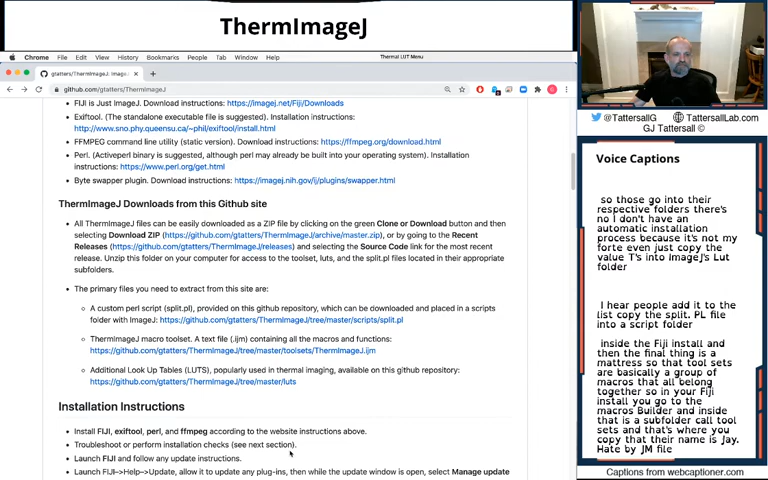 ThermImageJ
Chrome File Edit View History Bookmarks People Tab Window Help Thermal LUT Menu
gtatters/ThermImageJ: ImageJ
github.com/gtatters/ThermImageJ
• FIJI is Just ImageJ. Download instructions: https://imagej.net/Fiji/Downloads
• Exiftool. (The standalone executable file is suggested). Installation instructions:
http://www.sno.phy.queensu.ca/~phil/exiftool/install.html
• FFMPEG command line utility (static version). Download instructions: https://ffmpeg.org/download.html
• Perl. (Activeperl binary is suggested, although perl may already be built into your operating system). Installation
instructions: https://www.perl.org/get.html
• Byte swapper plugin. Download instructions: https://imagej.nih.gov/ij/plugins/swapper.html
ThermImageJ Downloads from this Github site
• All ThermImageJ files can be easily downloaded as a ZIP file by clicking on the green Clone or Download button and then
selecting Download ZIP (https://github.com/gtatters/ThermImageJ/archive/master.zip), or by going to the Recent
Releases (https://github.com/gtatters/ThermImageJ/releases) and selecting the Source Code link for the most recent
release. Unzip this folder on your computer for access to the toolset, luts, and the split.pl files located in their appropriate
subfolders.
• The primary files you need to extract from this site are:
○ A custom perl script (split.pl), provided on this github repository, which can be downloaded and placed in a scripts
folder with ImageJ: https://github.com/gtatters/ThermImageJ/tree/master/scripts/split.pl
○ ThermImageJ macro toolset. A text file (.ijm) containing all the macros and functions:
https://github.com/gtatters/ThermImageJ/tree/master/toolsets/ThermImageJ.ijm
○ Additional Look Up Tables (LUTS), popularly used in thermal imaging, available on this github repository:
https://github.com/gtatters/ThermImageJ/tree/master/luts
Installation Instructions
• Install FIJI, exiftool, perl, and ffmpeg according to the website instructions above.
• Troubleshoot or perform installation checks (see next section).
• Launch FIJI and follow any update instructions.
• Launch FIJI->Help->Update, allow it to update any plug-ins, then while the update window is open, select Manage update
@TattersallG TattersallLab.com
GJ Tattersall ©
Voice Captions
so those go into their
respective folders there's
no I don't have an
automatic installation
process because it's not my
forte even just copy the
value T's into ImageJ's Lut
folder
I hear people add it to the
list copy the split. PL file
into a script folder
inside the Fiji install and
then the final thing is a
mattress so that tool sets
are basically a group of
macros that all belong
together so in your Fiji
install you go to the
macros Builder and inside
that is a subfolder call tool
sets and that's where you
copy that their name is Jay.
Hate by JM file
Captions from webcaptioner.com